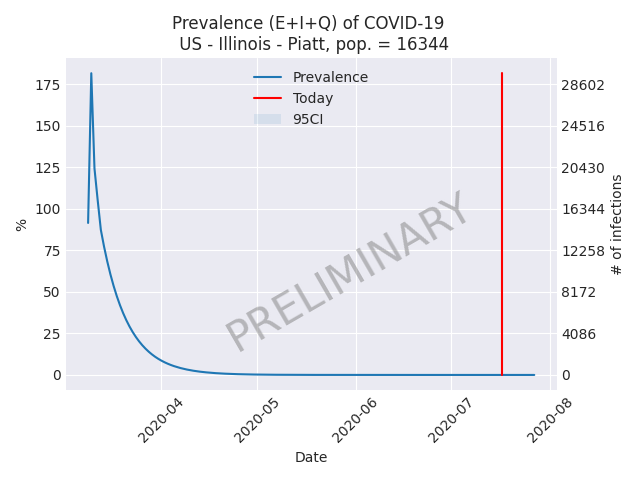 Prevalence (E+I+Q) of COVID-19
US - Illinois - Piatt, pop. = 16344
Prevalence
Today
95CI
175
150
125
100
75
50
25
0
%
28602
24516
20430
16344
12258
8172
4086
0
# of infections
PRELIMINARY
2020-04
2020-05
2020-06
2020-07
2020-08
Date